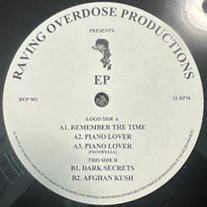 RAVING OVERDOSE PRODUCTIONS
PRESENTS
EP
ROP 003
33 RPM
LOGO SIDE A
A1. REMEMBER THE TIME
A2. PIANO LOVER
A3. PIANO LOVER
THIS SIDE B
B1. DARK SECRETS
B2. AFGHAN KUSH